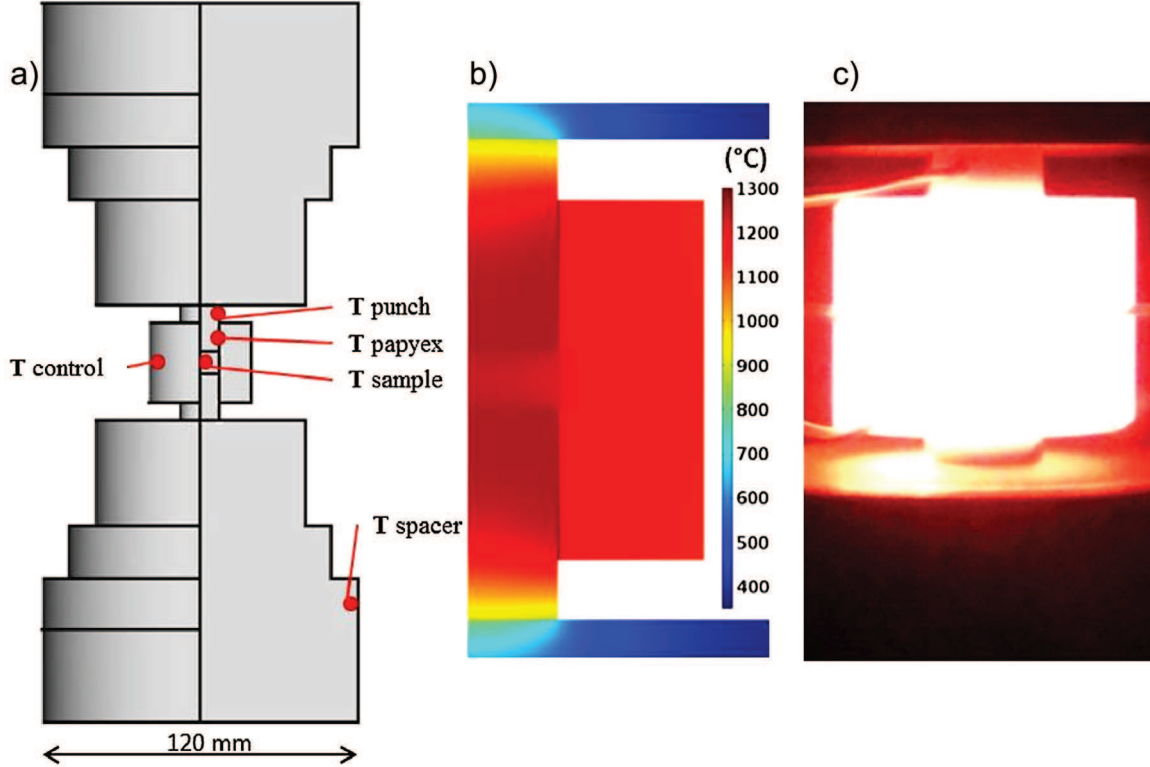 a)
T punch
T papyex
T control
T sample
T spacer
120 mm
b)
(°C)
1300
1200
1100
1000
900
800
700
600
500
400
c)